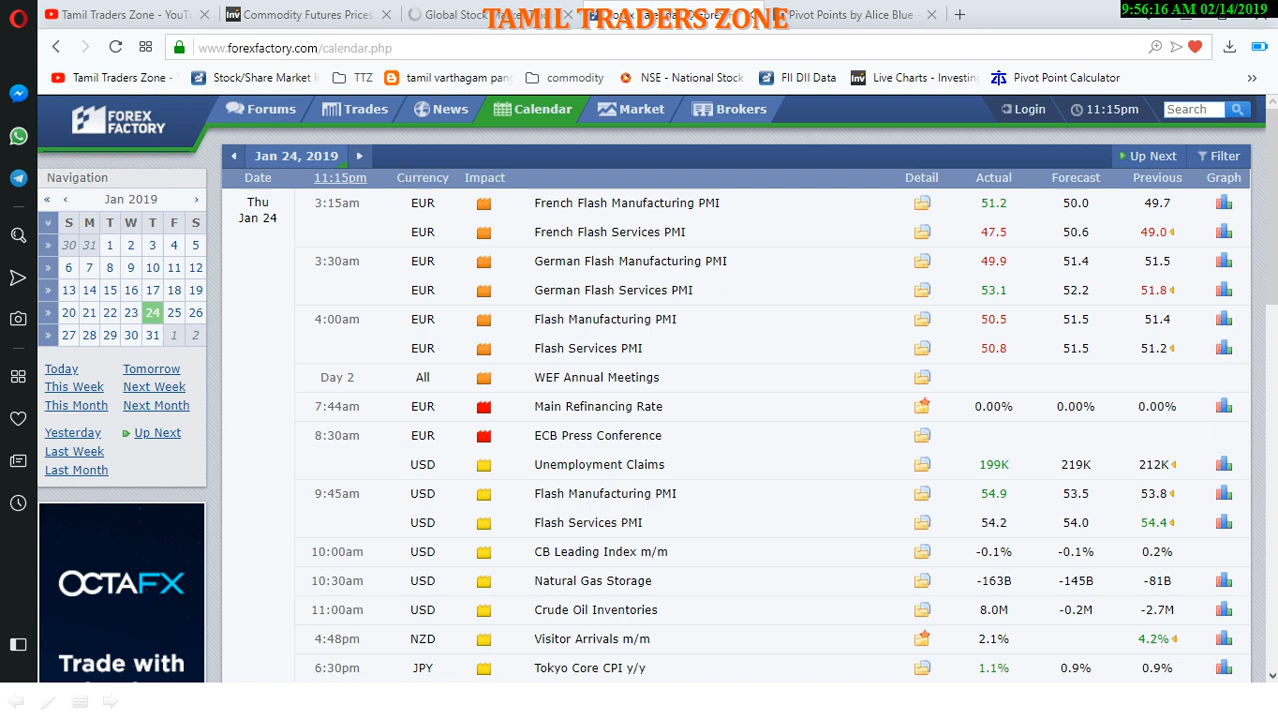 Tamil Traders Zone - YouT
Commodity Futures Prices
Global Stock
Pivot Points by Alice Blue -
TAMIL TRADERS ZONE
9:56:16 AM 02/14/2019
www.forexfactory.com/calendar.php
Tamil Traders Zone -
Stock/Share Market
TTZ
tamil varthagam pan
commodity
NSE - National Stock
FII DII Data
Live Charts - Investin
Pivot Point Calculator
FOREX
FACTORY
Forums
Trades
News
Calendar
Market
Brokers
Login
11:15pm
Search
Jan 24, 2019
Up Next
Filter
Date 11:15pm Currency Impact Detail Actual Forecast Previous Graph
Thu
Jan 24
3:15am EUR French Flash Manufacturing PMI 51.2 50.0 49.7
EUR French Flash Services PMI 47.5 50.6 49.0
3:30am EUR German Flash Manufacturing PMI 49.9 51.4 51.5
EUR German Flash Services PMI 53.1 52.2 51.8
4:00am EUR Flash Manufacturing PMI 50.5 51.5 51.4
EUR Flash Services PMI 50.8 51.5 51.2
Day 2 All WEF Annual Meetings
7:44am EUR Main Refinancing Rate 0.00% 0.00% 0.00%
8:30am EUR ECB Press Conference
USD Unemployment Claims 199K 219K 212K
9:45am USD Flash Manufacturing PMI 54.9 53.5 53.8
USD Flash Services PMI 54.2 54.0 54.4
10:00am USD CB Leading Index m/m -0.1% -0.1% 0.2%
10:30am USD Natural Gas Storage -163B -145B -81B
11:00am USD Crude Oil Inventories 8.0M -0.2M -2.7M
4:48pm NZD Visitor Arrivals m/m 2.1% 4.2%
6:30pm JPY Tokyo Core CPI y/y 1.1% 0.9% 0.9%
Navigation
« ‹ Jan 2019 ›
S M T W T F S
30 31 1 2 3 4 5
6 7 8 9 10 11 12
13 14 15 16 17 18 19
20 21 22 23 24 25 26
27 28 29 30 31 1 2
Today Tomorrow
This Week Next Week
This Month Next Month
Yesterday Up Next
Last Week
Last Month
OCTAFX
Trade with